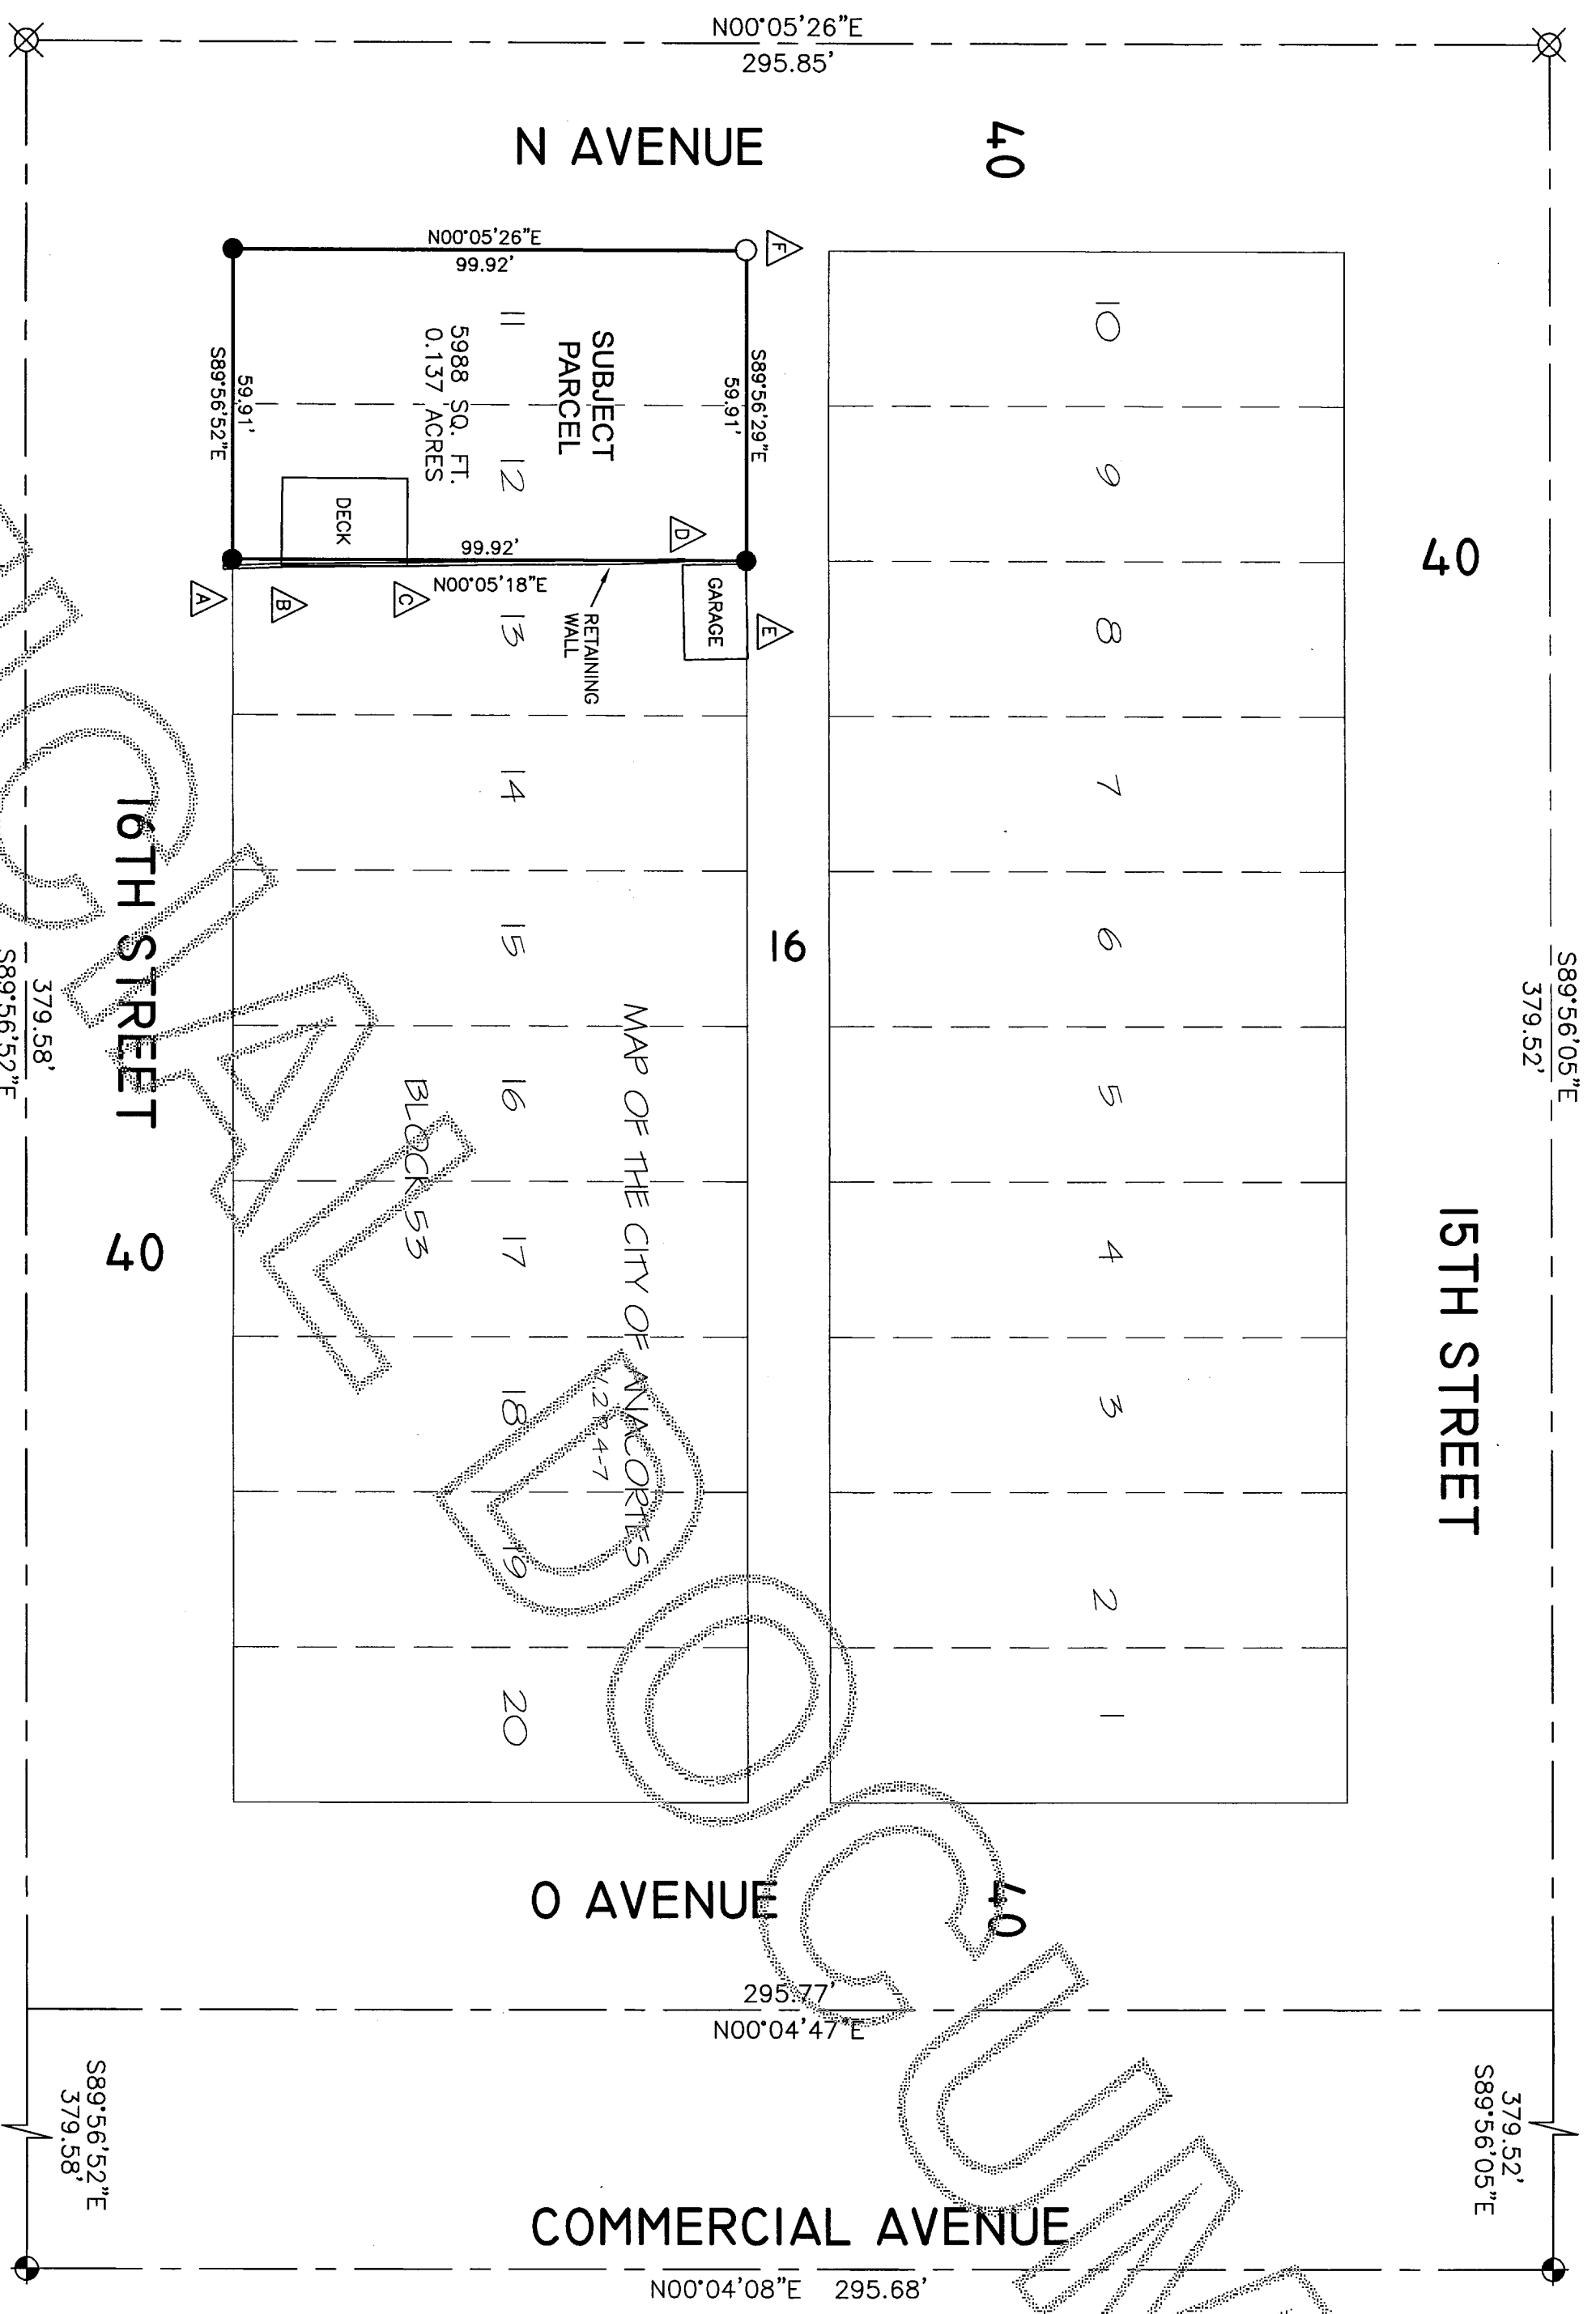 N00°05'26"E
295.85'
N AVENUE
40
N00°05'26"E
99.92'
F
S89°56'29"E
59.91'
SUBJECT
PARCEL
11
12
5988 SQ. FT.
0.137 ACRES
59.91'
S89°56'52"E
DECK
99.92'
N00°05'18"E
D
GARAGE
E
RETAINING
WALL
A
B
C
10
9
8
7
6
5
4
3
2
1
40
S89°56'05"E
379.52'
15TH STREET
16
13
14
15
16
17
18
19
20
MAP OF THE CITY OF ANACORTES
BLOCK 53
16TH STREET
40
379.58'
S89°56'52"E
O AVENUE
40
295.77'
N00°04'47"E
379.52'
S89°56'05"E
S89°56'52"E
379.58'
COMMERCIAL AVENUE
N00°04'08"E 295.68'